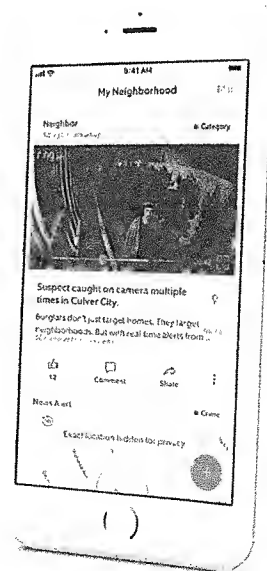 9:41 AM
My Neighborhood
Neighbor
Category
ring
Suspect caught on camera multiple
times in Culver City.
Burglars don't just target homes. They target
neighborhoods. But with real time alerts from ...
12
Comment
Share
News Alert
Crime
Exact location hidden for privacy